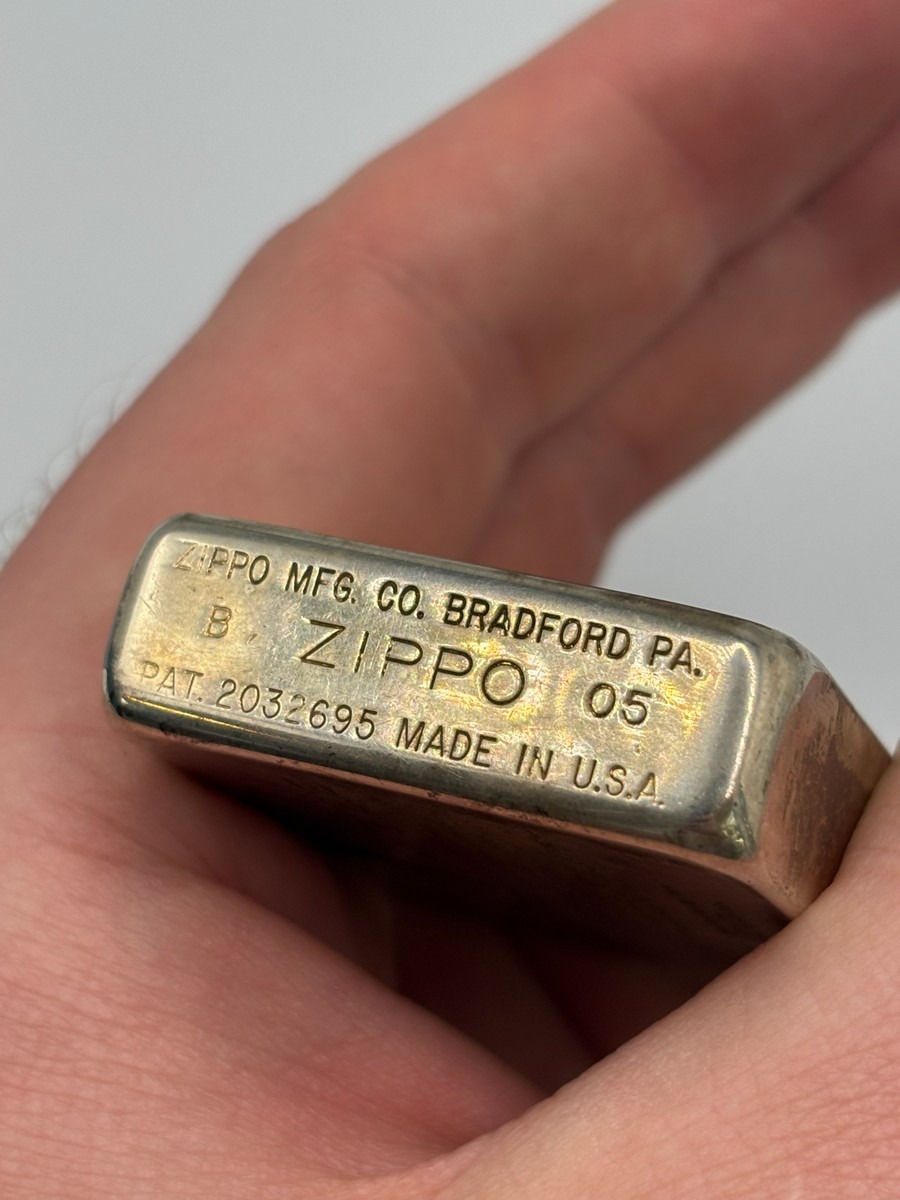 ZIPPO MFG. CO. BRADFORD PA.
B ZIPPO 05
PAT. 2032695 MADE IN U.S.A.